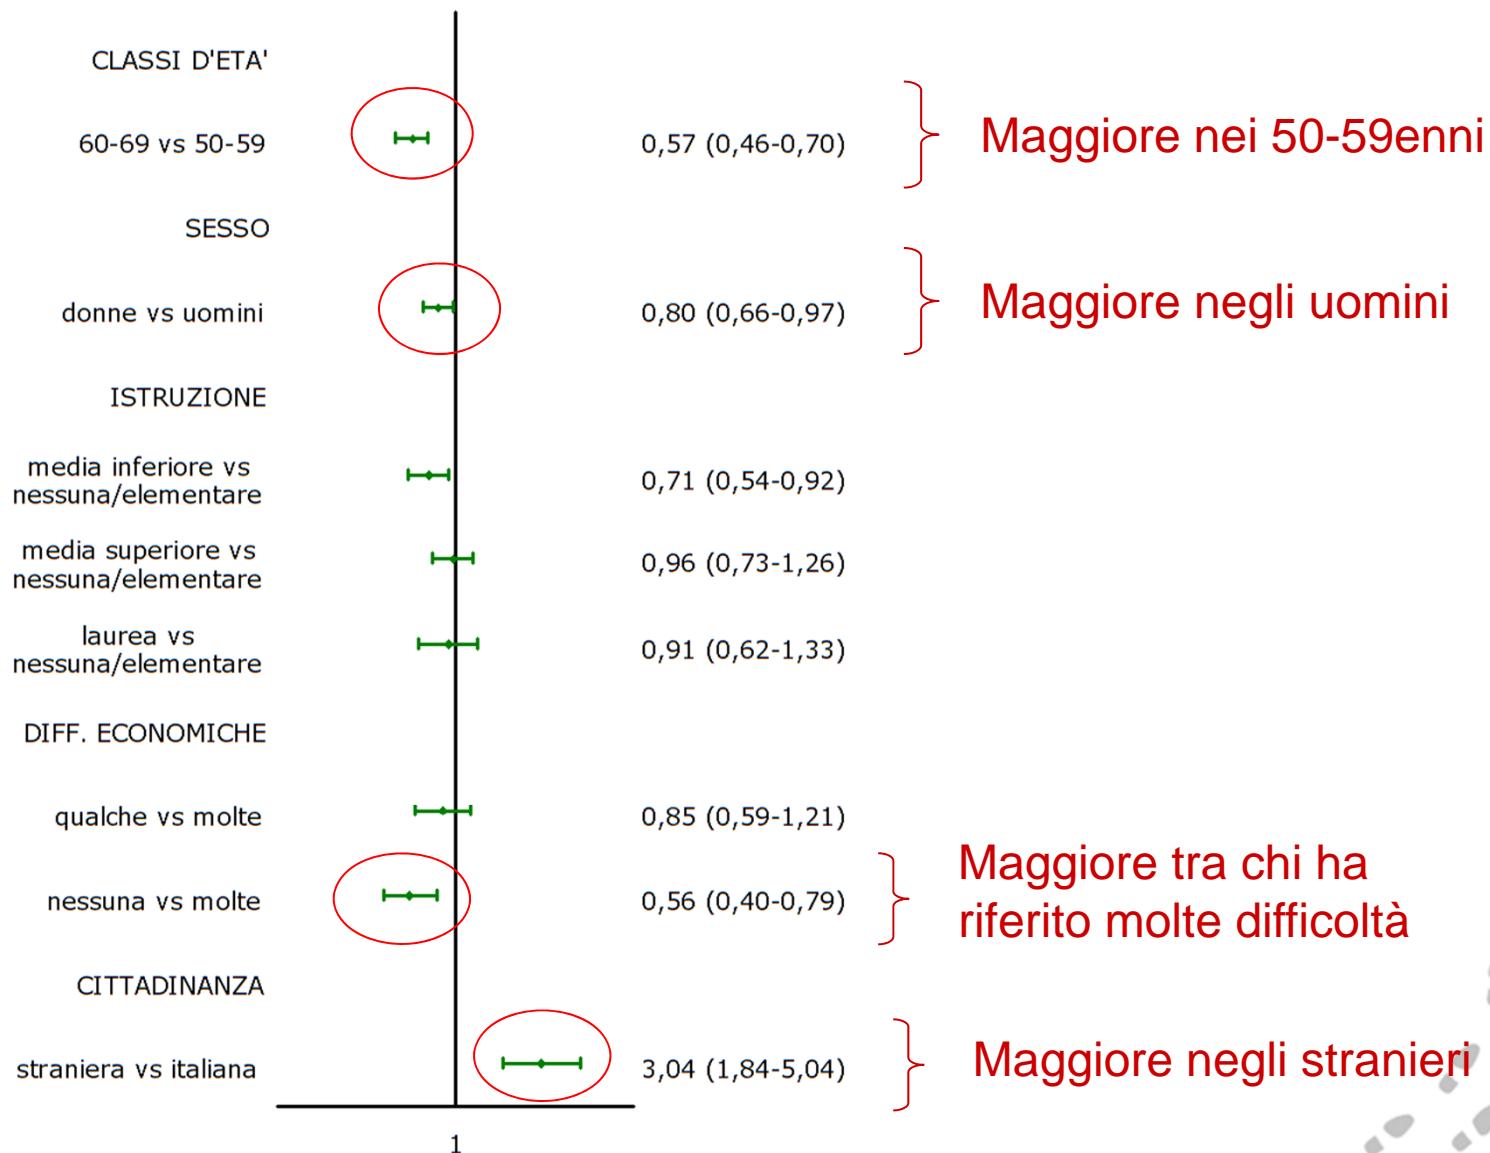 CLASSI D'ETA'
60-69 vs 50-59
0,57 (0,46-0,70)
Maggiore nei 50-59enni
SESSO
donne vs uomini
0,80 (0,66-0,97)
Maggiore negli uomini
ISTRUZIONE
media inferiore vs
nessuna/elementare
0,71 (0,54-0,92)
media superiore vs
nessuna/elementare
0,96 (0,73-1,26)
laurea vs
nessuna/elementare
0,91 (0,62-1,33)
DIFF. ECONOMICHE
qualche vs molte
0,85 (0,59-1,21)
nessuna vs molte
0,56 (0,40-0,79)
Maggiore tra chi ha
riferito molte difficoltà
CITTADINANZA
straniera vs italiana
3,04 (1,84-5,04)
Maggiore negli stranieri
1